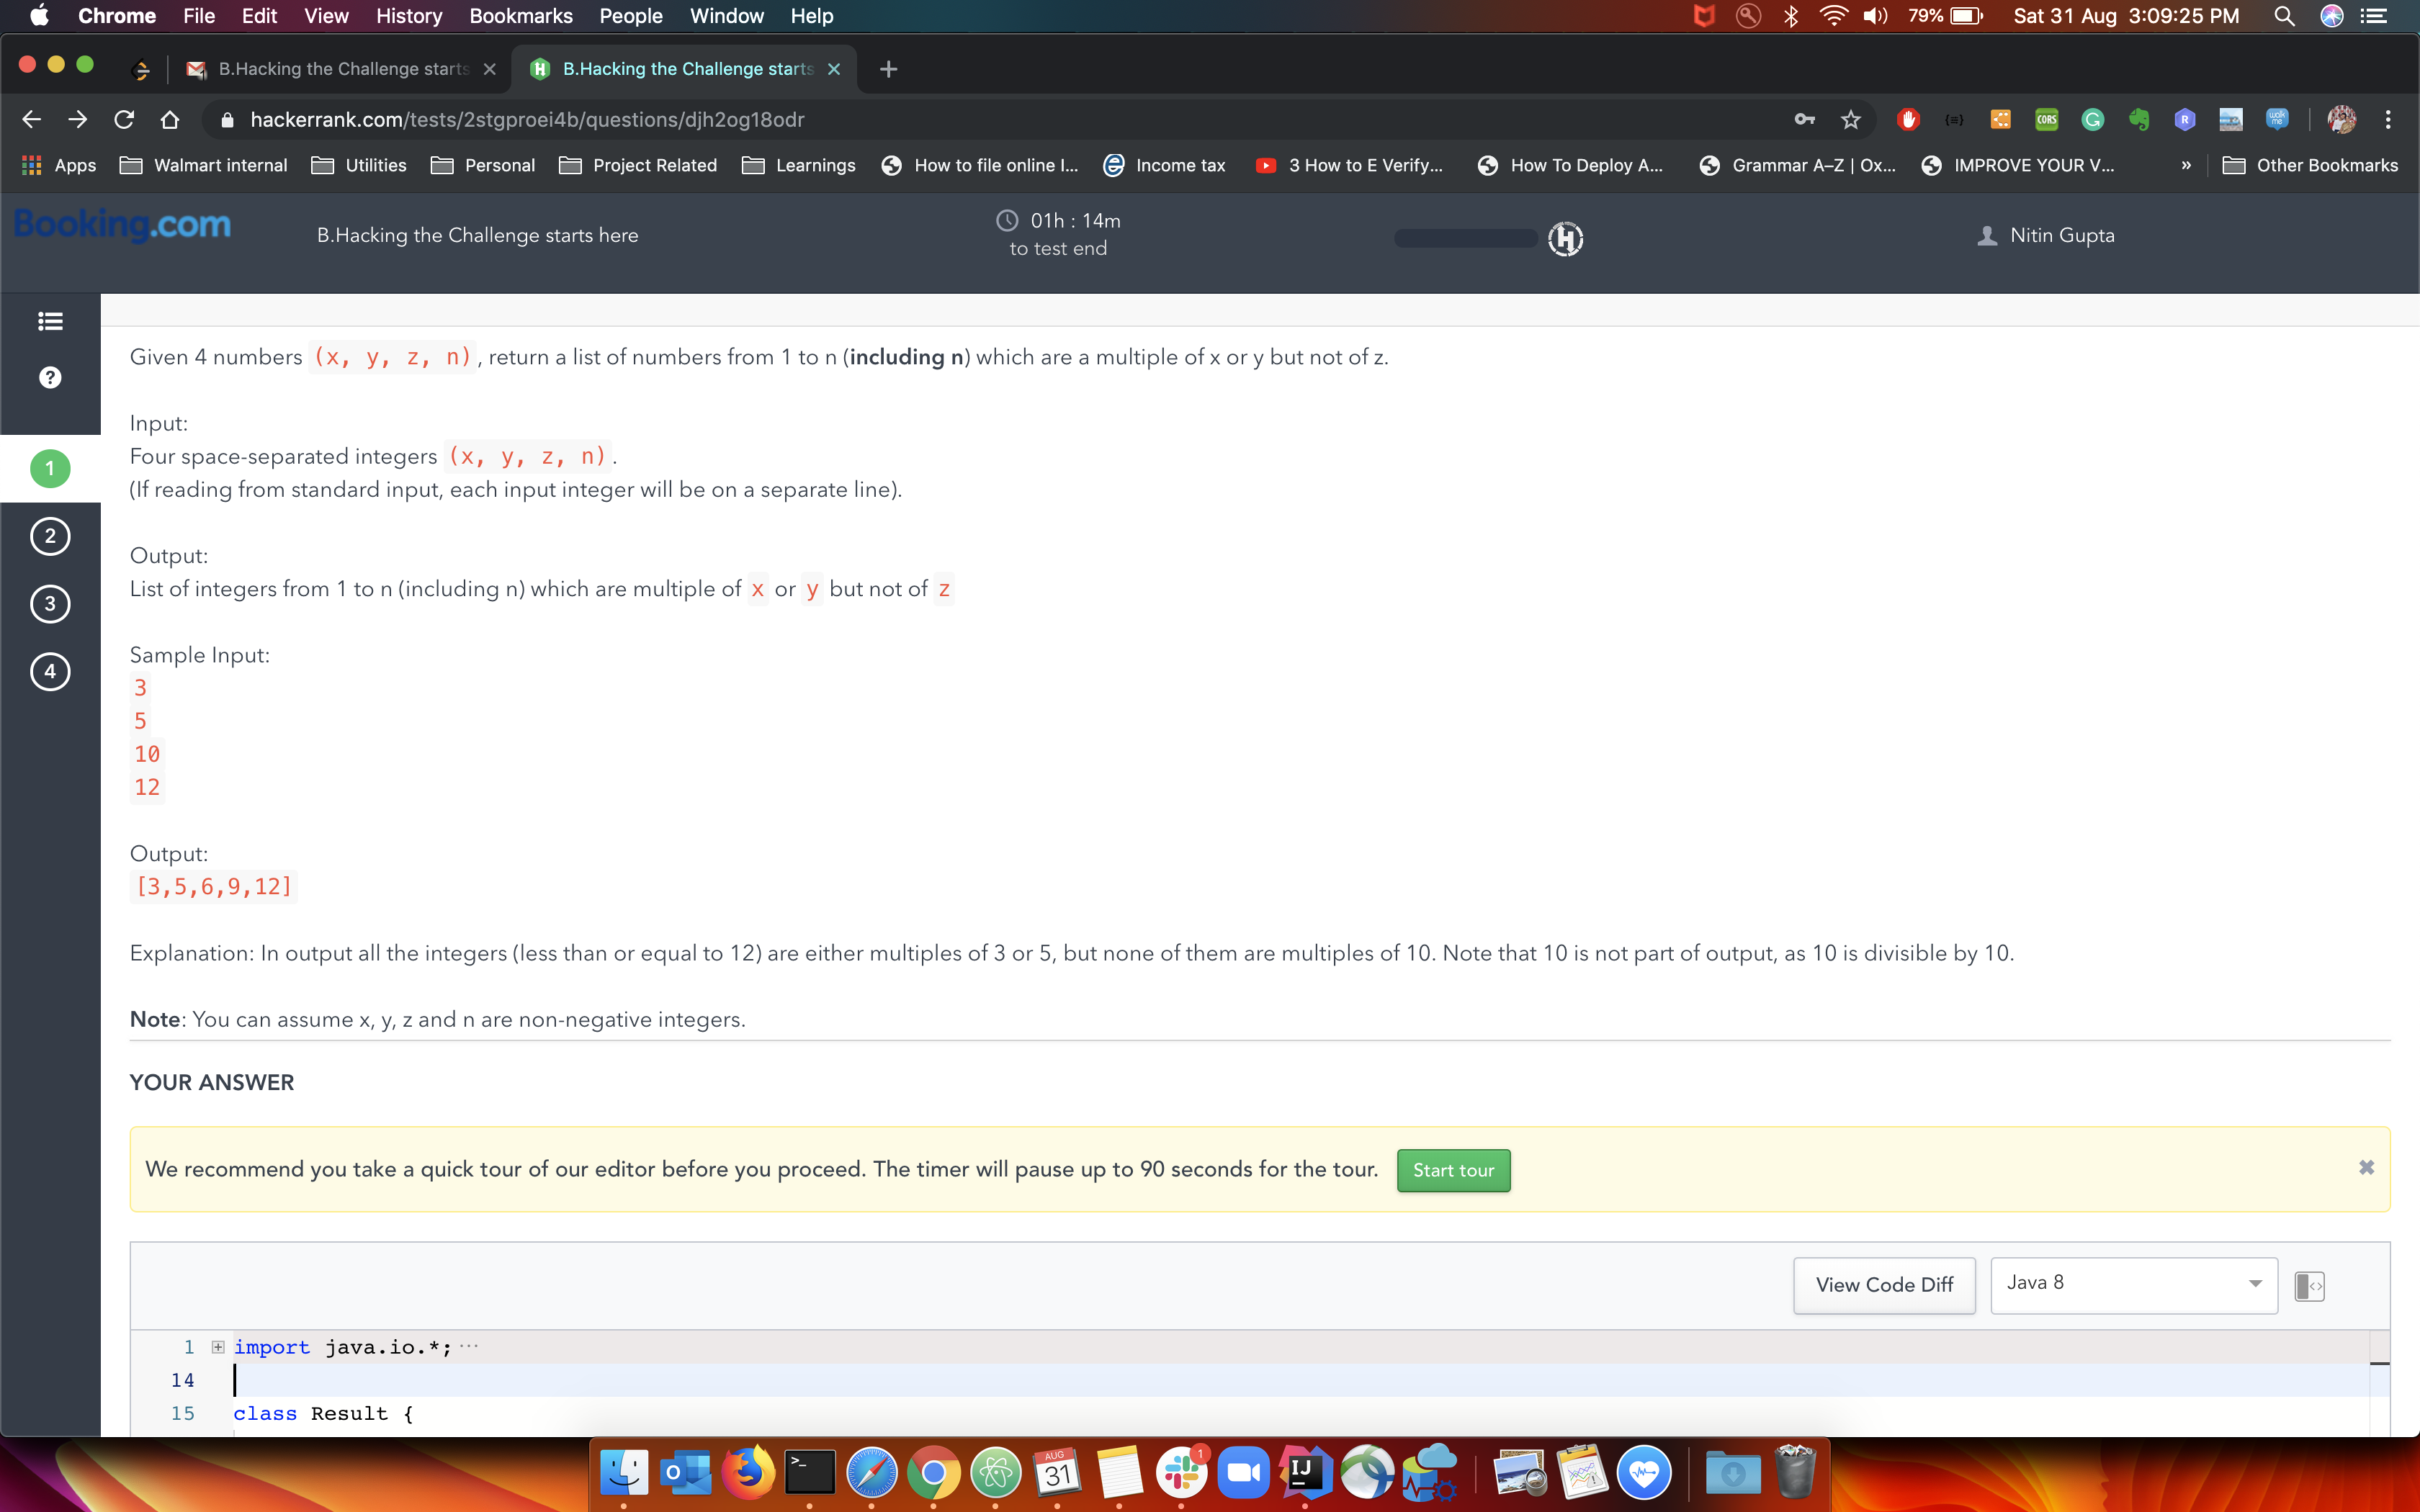 Chrome File Edit View History Bookmarks People Window Help 79% Sat 31 Aug 3:09:25 PM
B.Hacking the Challenge starts B.Hacking the Challenge starts
hackerrank.com/tests/2stgproei4b/questions/djh2og18odr
Apps Walmart internal Utilities Personal Project Related Learnings How to file online I... Income tax 3 How to E Verify... How To Deploy A... Grammar A–Z | Ox... IMPROVE YOUR V... » Other Bookmarks
Booking.com B.Hacking the Challenge starts here 01h : 14m to test end Nitin Gupta
Given 4 numbers (x, y, z, n), return a list of numbers from 1 to n (including n) which are a multiple of x or y but not of z.
Input:
Four space-separated integers (x, y, z, n).
(If reading from standard input, each input integer will be on a separate line).
1
2
3
4
Output:
List of integers from 1 to n (including n) which are multiple of x or y but not of z
Sample Input:
3
5
10
12
Output:
[3,5,6,9,12]
Explanation: In output all the integers (less than or equal to 12) are either multiples of 3 or 5, but none of them are multiples of 10. Note that 10 is not part of output, as 10 is divisible by 10.
Note: You can assume x, y, z and n are non-negative integers.
YOUR ANSWER
We recommend you take a quick tour of our editor before you proceed. The timer will pause up to 90 seconds for the tour. Start tour
View Code Diff Java 8
1 import java.io.*; ...
14
15 class Result {
AUG
31
1
IJ